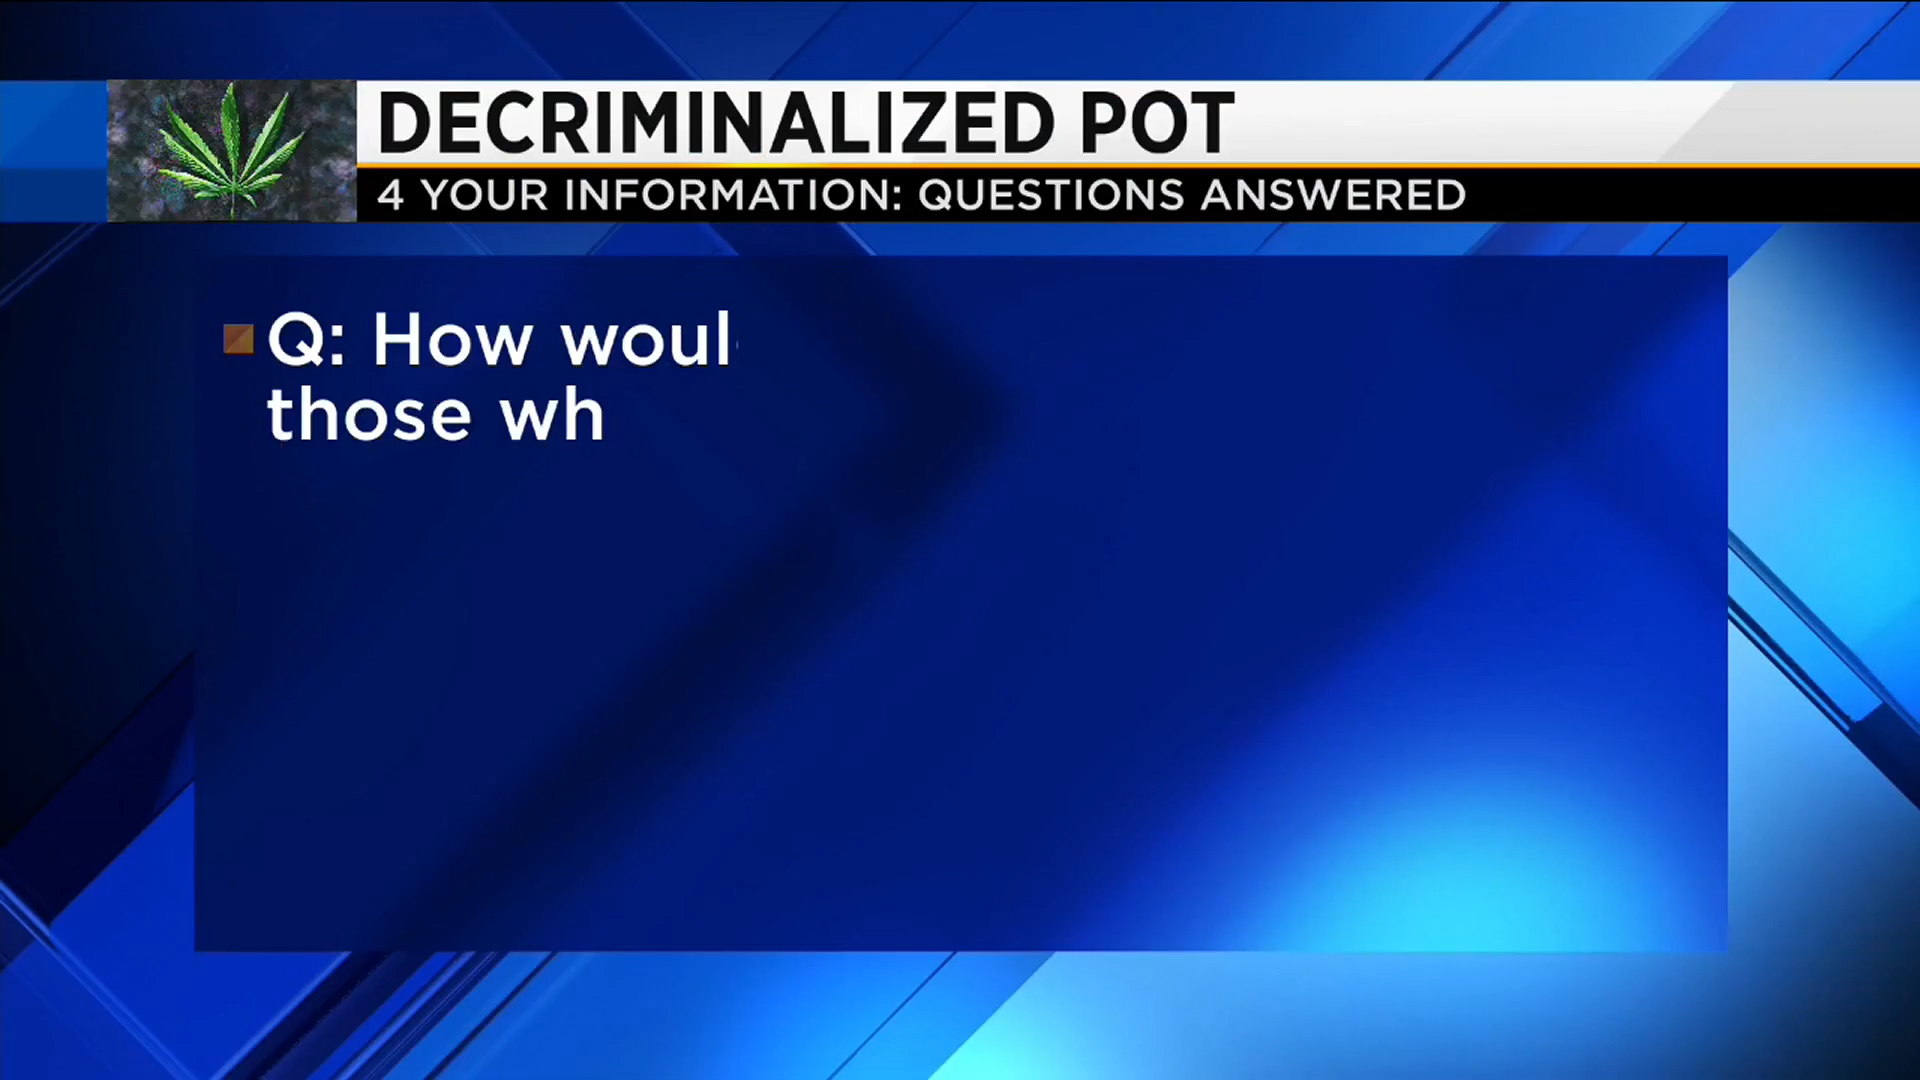 DECRIMINALIZED POT
4 YOUR INFORMATION: QUESTIONS ANSWERED
Q: How woul
those wh